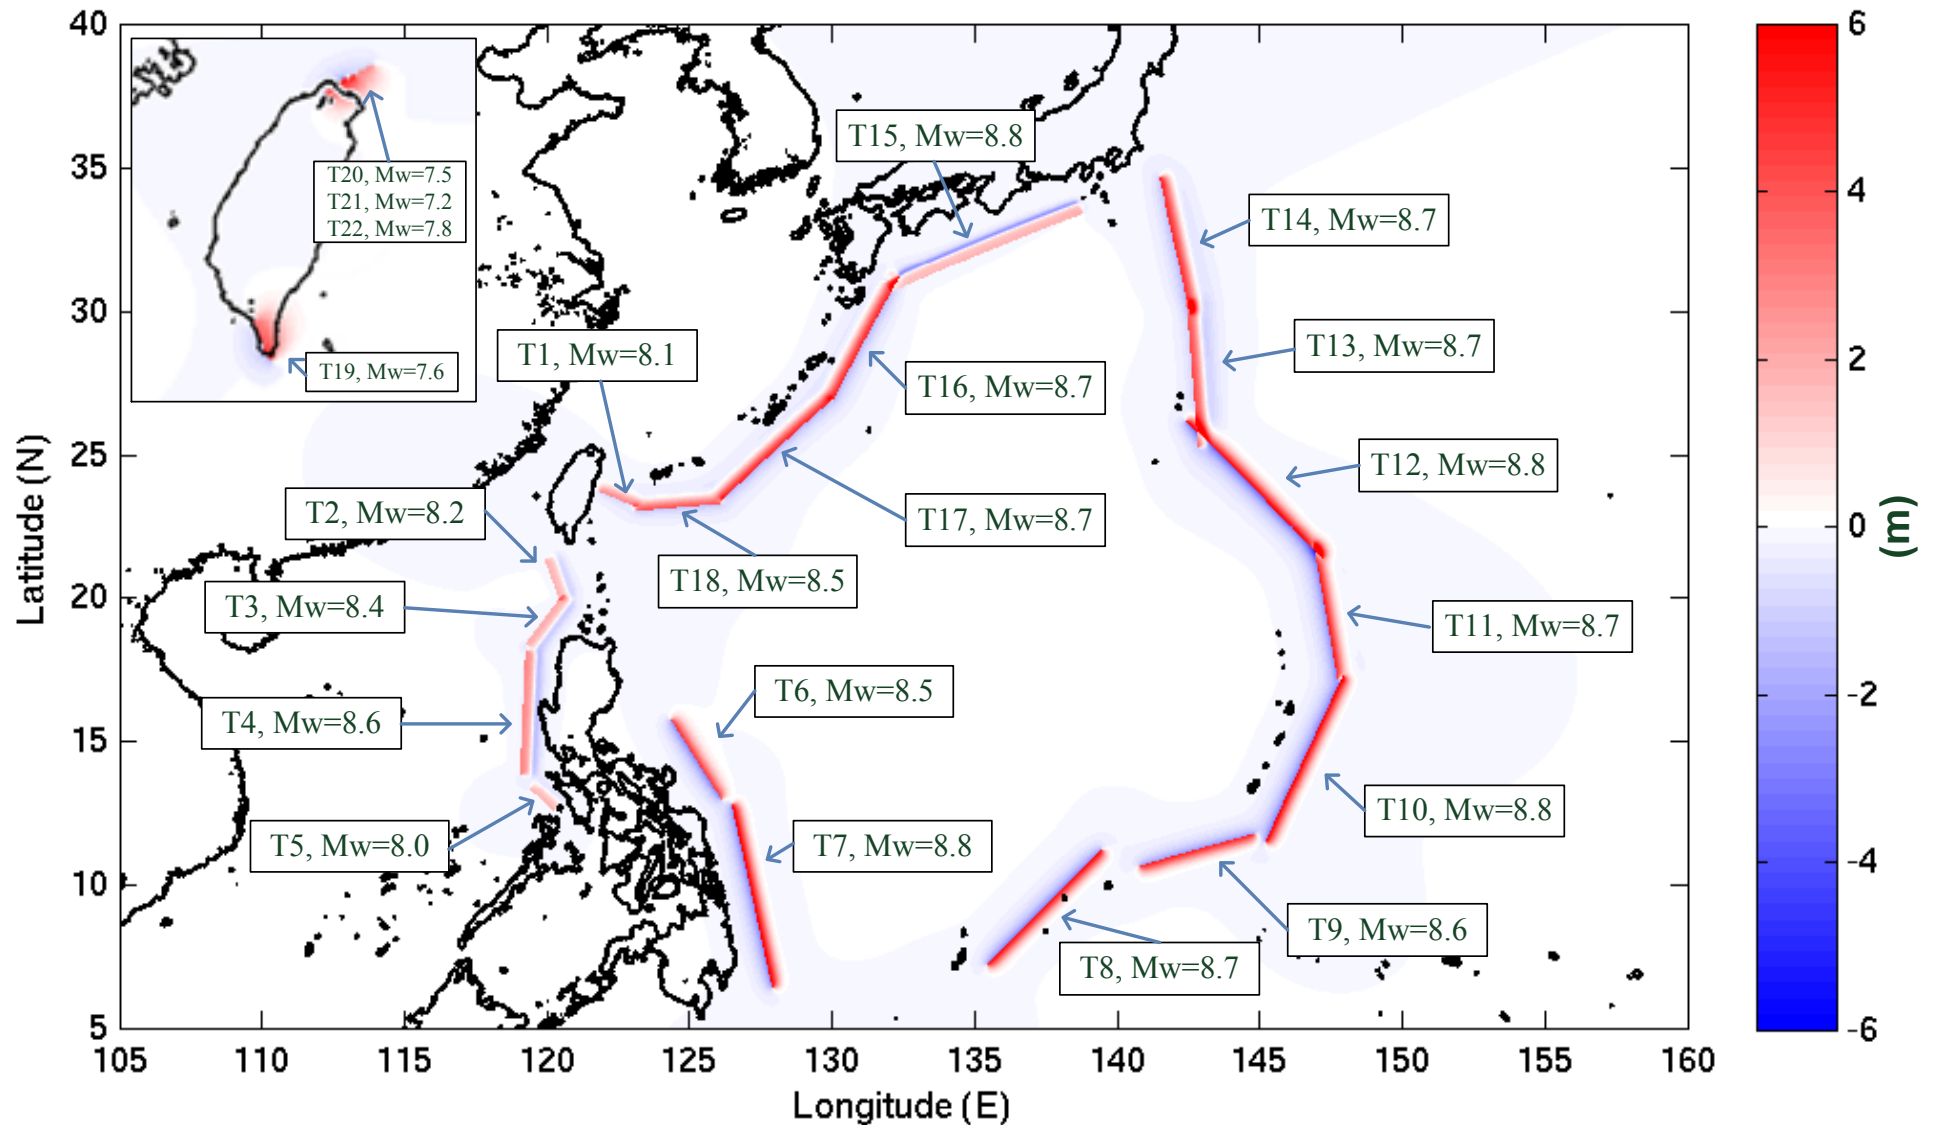 40
35
30
25
20
15
10
5
Latitude (N)
105
110
115
120
125
130
135
140
145
150
155
160
Longitude (E)
T20, Mw=7.5
T21, Mw=7.2
T22, Mw=7.8
T19, Mw=7.6
T15, Mw=8.8
T14, Mw=8.7
T13, Mw=8.7
T1, Mw=8.1
T16, Mw=8.7
T12, Mw=8.8
T2, Mw=8.2
T17, Mw=8.7
T18, Mw=8.5
T3, Mw=8.4
T11, Mw=8.7
T6, Mw=8.5
T4, Mw=8.6
T10, Mw=8.8
T5, Mw=8.0
T7, Mw=8.8
T9, Mw=8.6
T8, Mw=8.7
6
4
2
0
-2
-4
-6
(m)